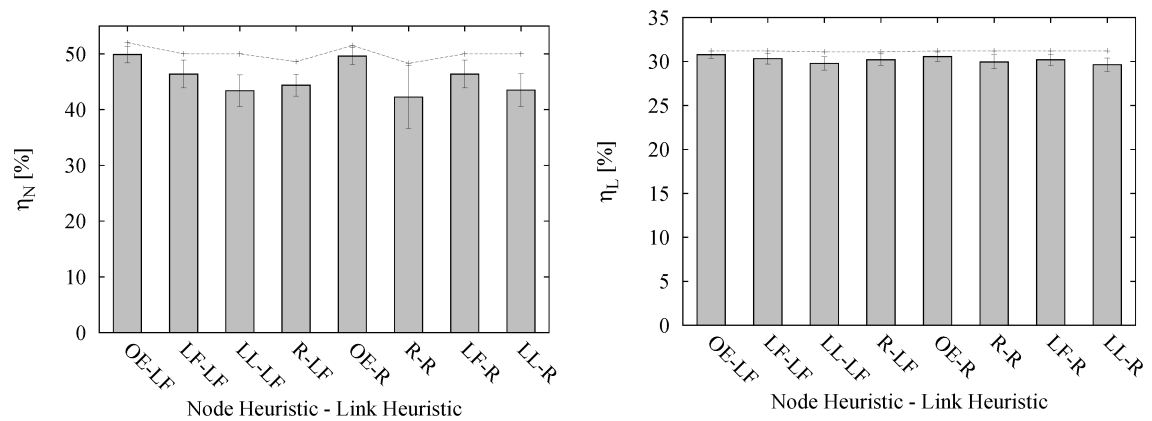 50
40
30
20
10
0
η_N [%]
OE-LF
LF-LF
LL-LF
R-LF
OE-R
R-R
LF-R
LL-R
Node Heuristic - Link Heuristic
35
30
25
20
15
10
5
0
η_L [%]
OE-LF
LF-LF
LL-LF
R-LF
OE-R
R-R
LF-R
LL-R
Node Heuristic - Link Heuristic